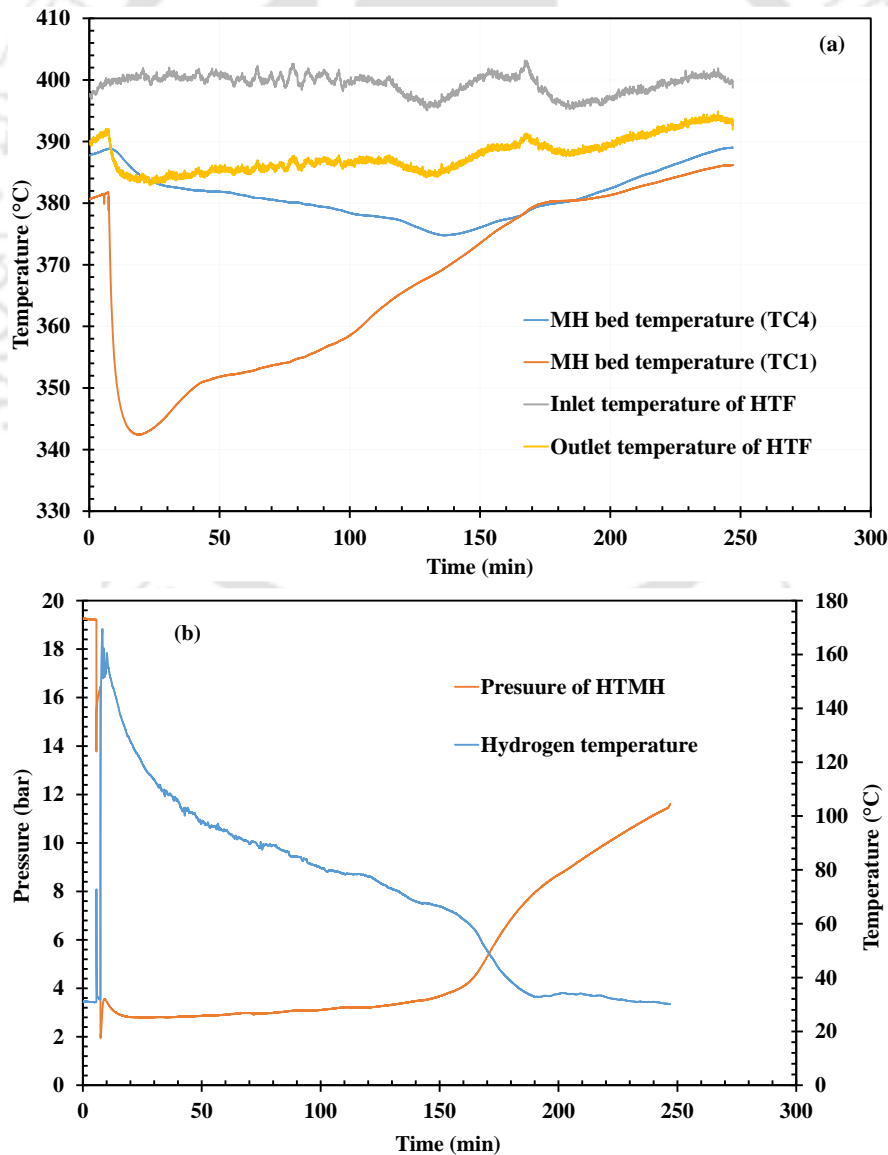 410
400
390
380
370
360
350
340
330
Temperature (°C)
(a)
MH bed temperature (TC4)
MH bed temperature (TC1)
Inlet temperature of HTF
Outlet temperature of HTF
0 50 100 150 200 250 300
Time (min)
20
18
16
14
12
10
8
6
4
2
0
Pressure (bar)
(b)
Presuure of HTMH
Hydrogen temperature
180
160
140
120
100
80
60
40
20
0
Temperature (°C)
0 50 100 150 200 250 300
Time (min)